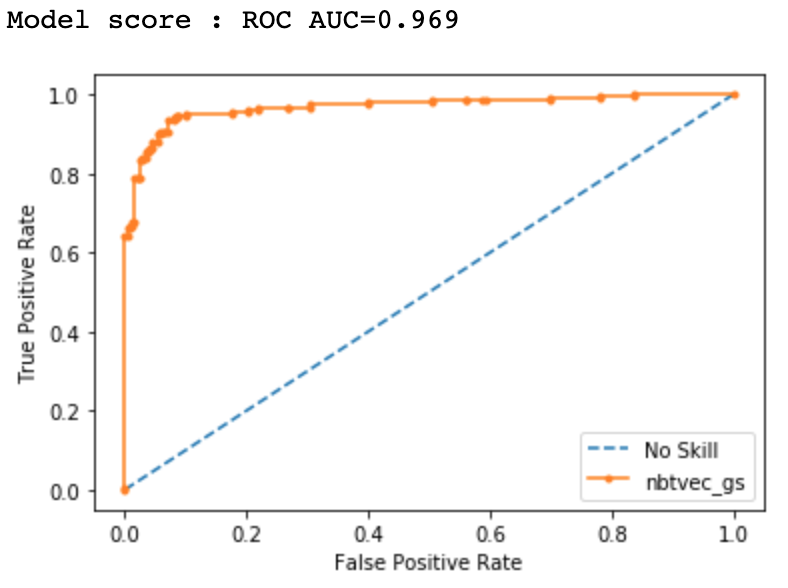 Model score : ROC AUC=0.969
1.0
0.8
0.6
0.4
0.2
0.0
True Positive Rate
No Skill
nbtvec_gs
0.0 0.2 0.4 0.6 0.8 1.0
False Positive Rate